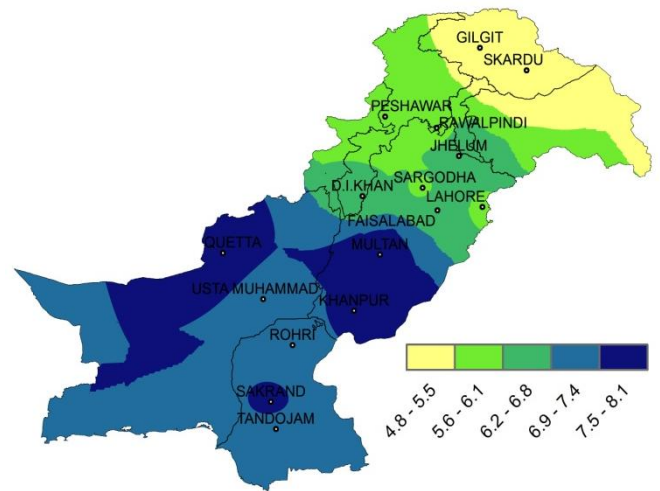 GILGIT
SKARDU
PESHAWAR
RAWALPINDI
JHELUM
SARGODHA
D.I.KHAN
LAHORE
FAISALABAD
QUETTA
MULTAN
USTA MUHAMMAD
KHANPUR
ROHRI
SAKRAND
TANDOJAM
4.8 - 5.5
5.6 - 6.1
6.2 - 6.8
6.9 - 7.4
7.5 - 8.1